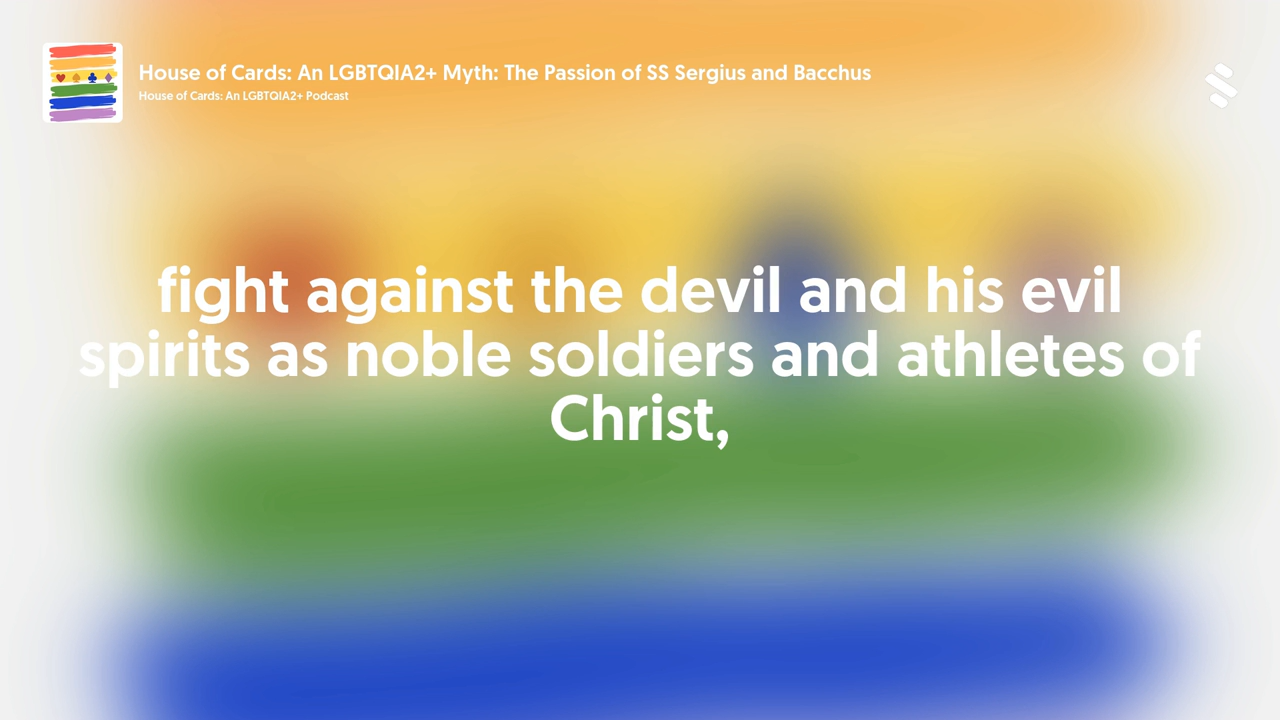 House of Cards: An LGBTQIA2+ Myth: The Passion of SS Sergius and Bacchus
House of Cards: An LGBTQIA2+ Podcast
fight against the devil and his evil
spirits as noble soldiers and athletes of
Christ,